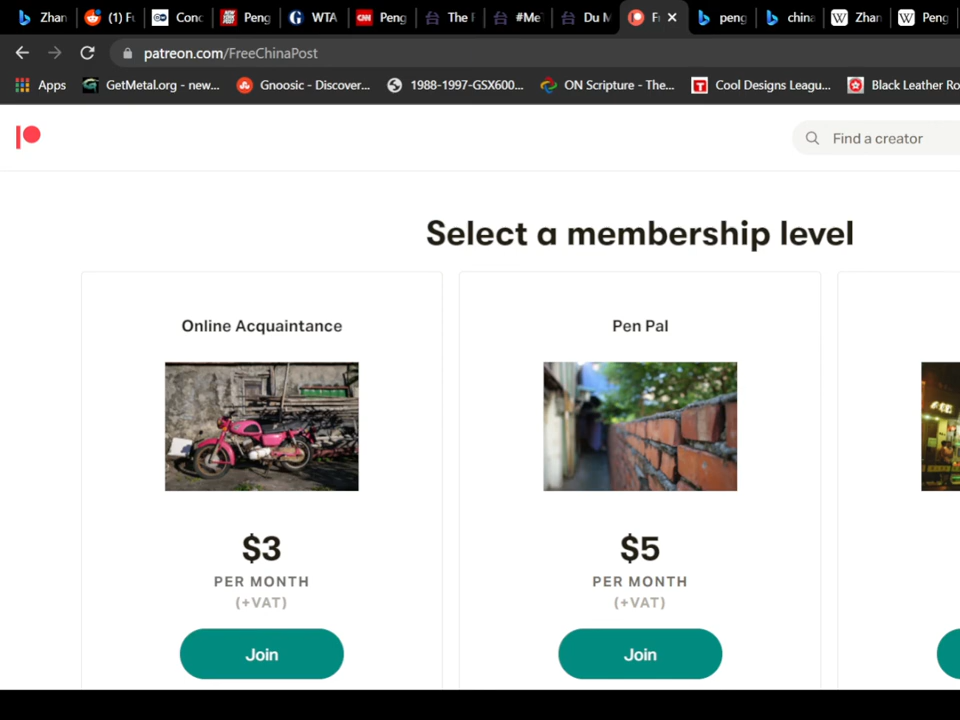 Zhan
(1) Fu
Conc
Peng
WTA
Peng
The F
#Me
Du M
F
peng
china
Zhan
Peng
patreon.com/FreeChinaPost
Apps
GetMetal.org - new...
Gnoosic - Discover...
1988-1997-GSX600...
ON Scripture - The...
Cool Designs Leagu...
Black Leather Ro
Find a creator
Select a membership level
Online Acquaintance
Pen Pal
$3
PER MONTH
(+VAT)
Join
$5
PER MONTH
(+VAT)
Join